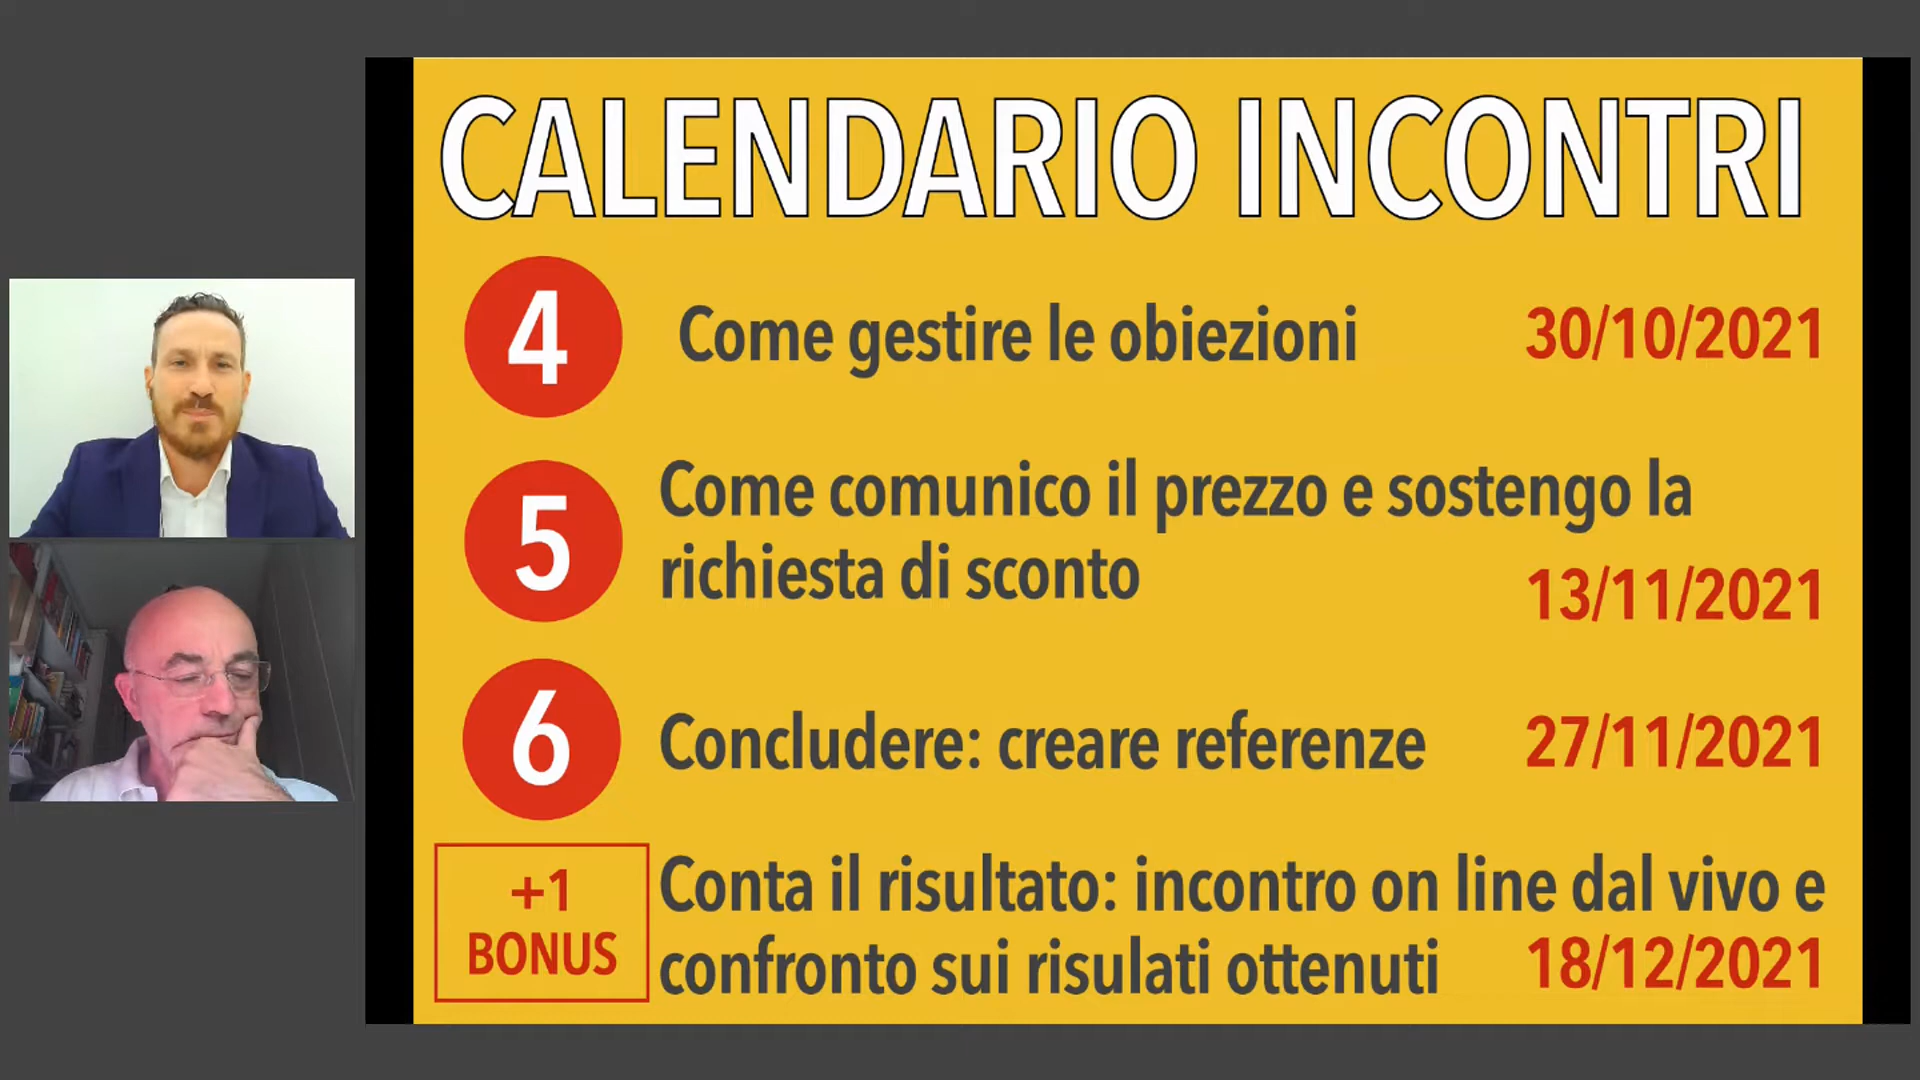 CALENDARIO INCONTRI
4
Come gestire le obiezioni
30/10/2021
5
Come comunico il prezzo e sostengo la
richiesta di sconto
13/11/2021
6
Concludere: creare referenze
27/11/2021
+1
BONUS
Conta il risultato: incontro on line dal vivo e
confronto sui risulati ottenuti
18/12/2021